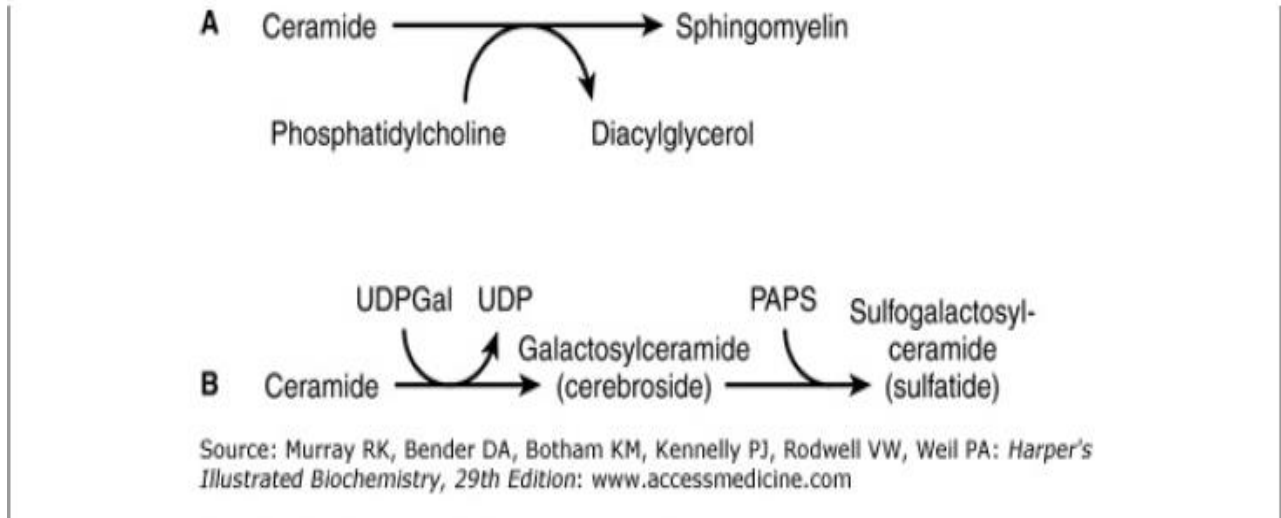 A Ceramide Sphingomyelin
Phosphatidylcholine Diacylglycerol
UDPGal UDP PAPS Sulfogalactosyl-
Galactosylceramide ceramide
B Ceramide (cerebroside) (sulfatide)
Source: Murray RK, Bender DA, Botham KM, Kennelly PJ, Rodwell VW, Weil PA: Harper's
Illustrated Biochemistry, 29th Edition: www.accessmedicine.com